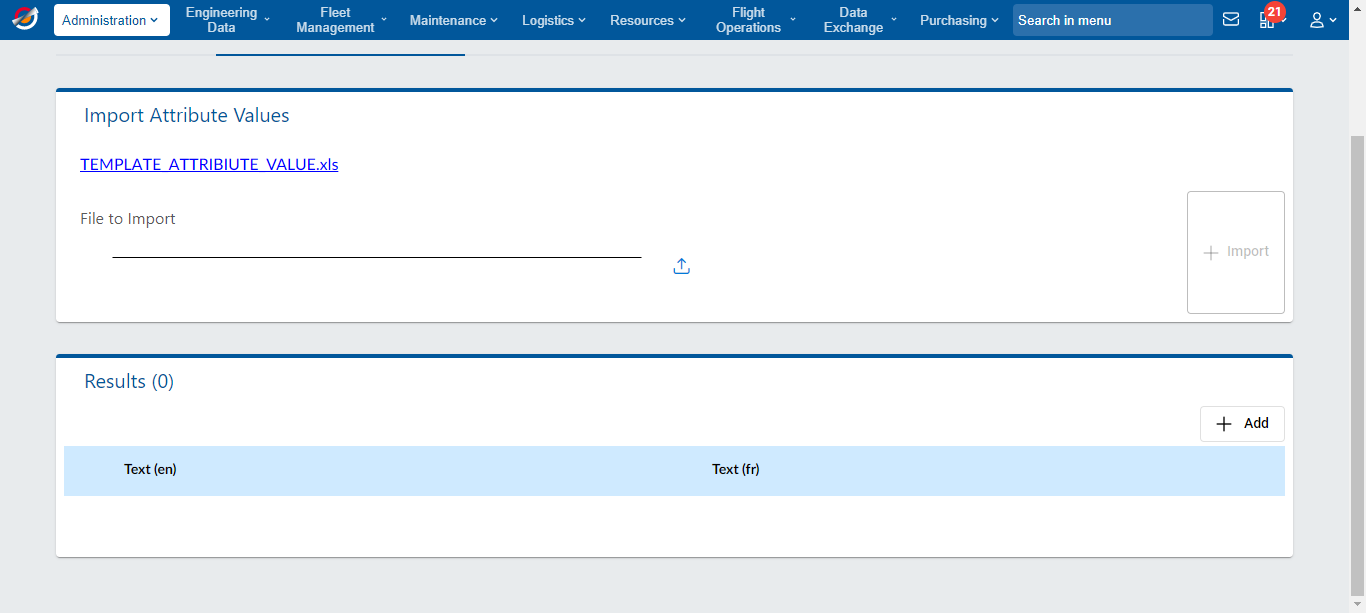 Administration
Engineering
Data
Fleet
Management
Maintenance
Logistics
Resources
Flight
Operations
Data
Exchange
Purchasing
Search in menu
21
Import Attribute Values
TEMPLATE_ATTRIBIUTE_VALUE.xls
File to Import
Import
Results (0)
Add
Text (en)
Text (fr)